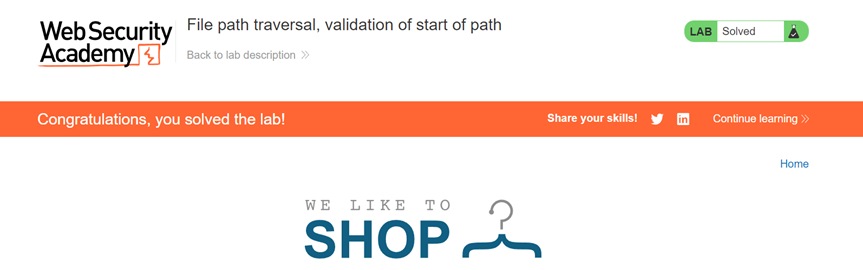 Web Security
Academy
File path traversal, validation of start of path
Back to lab description
LAB Solved
Congratulations, you solved the lab!
Share your skills!
Continue learning
Home
WE LIKE TO
SHOP